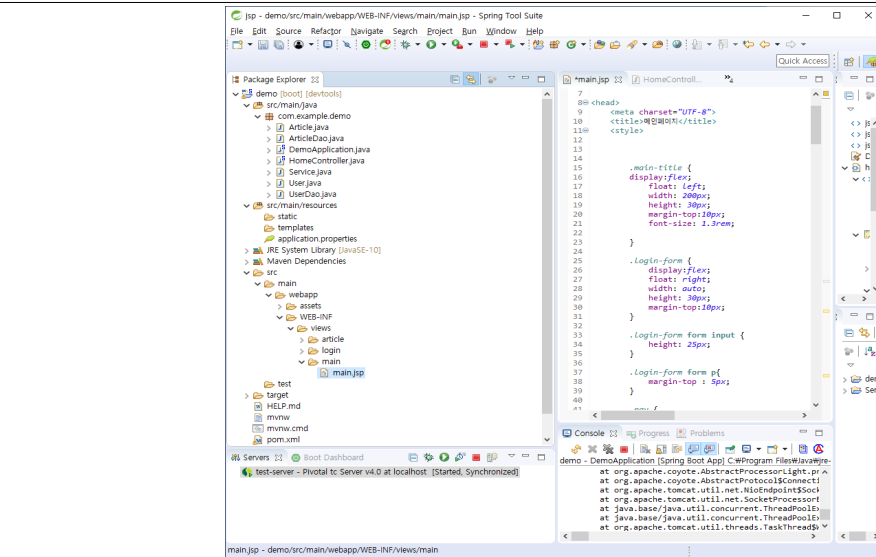 jsp - demo/src/main/webapp/WEB-INF/views/main/main.jsp - Spring Tool Suite
File Edit Source Refactor Navigate Search Project Run Window Help
Quick Access
Package Explorer
demo [boot] [devtools]
src/main/java
com.example.demo
Article.java
ArticleDao.java
DemoApplication.java
HomeController.java
Service.java
User.java
UserDao.java
src/main/resources
static
templates
application.properties
JRE System Library [JavaSE-10]
Maven Dependencies
src
main
webapp
assets
WEB-INF
views
article
login
main
main.jsp
test
target
HELP.md
mvnw
mvnw.cmd
pom.xml
*main.jsp HomeControll...
7
8 <head>
9 <meta charset="UTF-8">
10 <title>메인페이지</title>
11 <style>
12
13
14
15 .main-title {
16 display:flex;
17 float: left;
18 width: 200px;
19 height: 30px;
20 margin-top:10px;
21 font-size: 1.3rem;
22
23 }
24
25 .login-form {
26 display:flex;
27 float: right;
28 width: auto;
29 height: 30px;
30 margin-top:10px;
31 }
32
33 .login-form form input {
34 height: 25px;
35 }
36
37 .login-form form p{
38 margin-top : 5px;
39 }
40
41 .nav {
Servers Boot Dashboard
test-server - Pivotal tc Server v4.0 at localhost [Started, Synchronized]
Console Progress Problems
demo - DemoApplication [Spring Boot App] C:₩Program Files₩Java₩jre-
at org.apache.coyote.AbstractProcessorLight.pr
at org.apache.coyote.AbstractProtocol$Connecti
at org.apache.tomcat.util.net.NioEndpoint$Sock
at org.apache.tomcat.util.net.SocketProcessorB
at java.base/java.util.concurrent.ThreadPoolEx
at java.base/java.util.concurrent.ThreadPoolEx
at org.apache.tomcat.util.threads.TaskThread$W
main.jsp - demo/src/main/webapp/WEB-INF/views/main